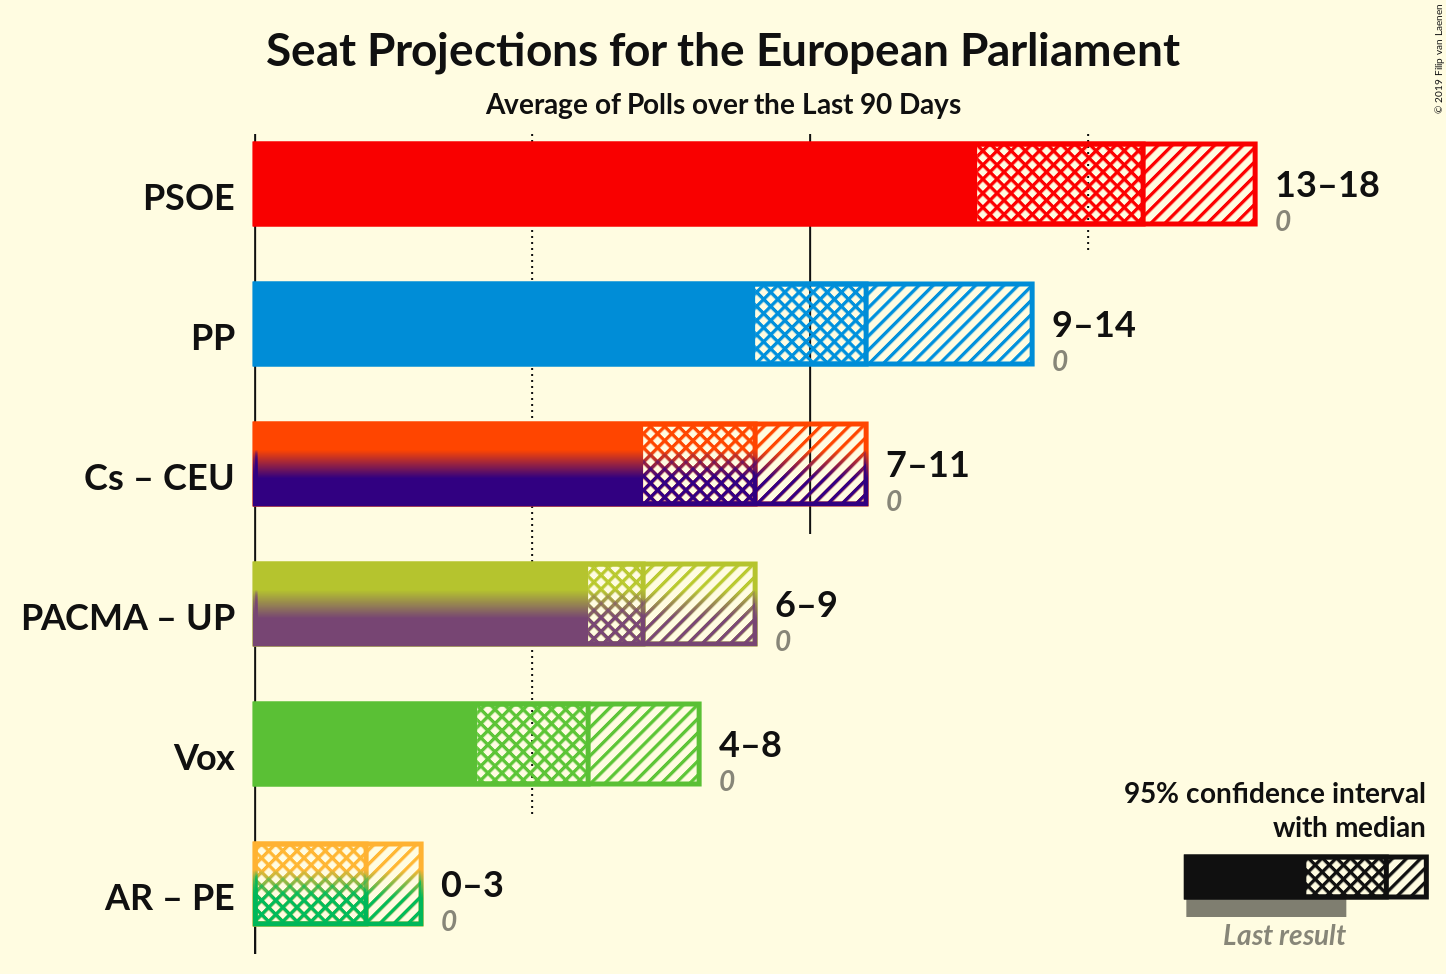 Seat Projections for the European Parliament
Average of Polls over the Last 90 Days
© 2019 Filip van Laenen
PSOE
13–18
0
PP
9–14
0
Cs – CEU
7–11
0
PACMA – UP
6–9
0
Vox
4–8
0
AR – PE
0–3
0
95% confidence interval
with median
Last result